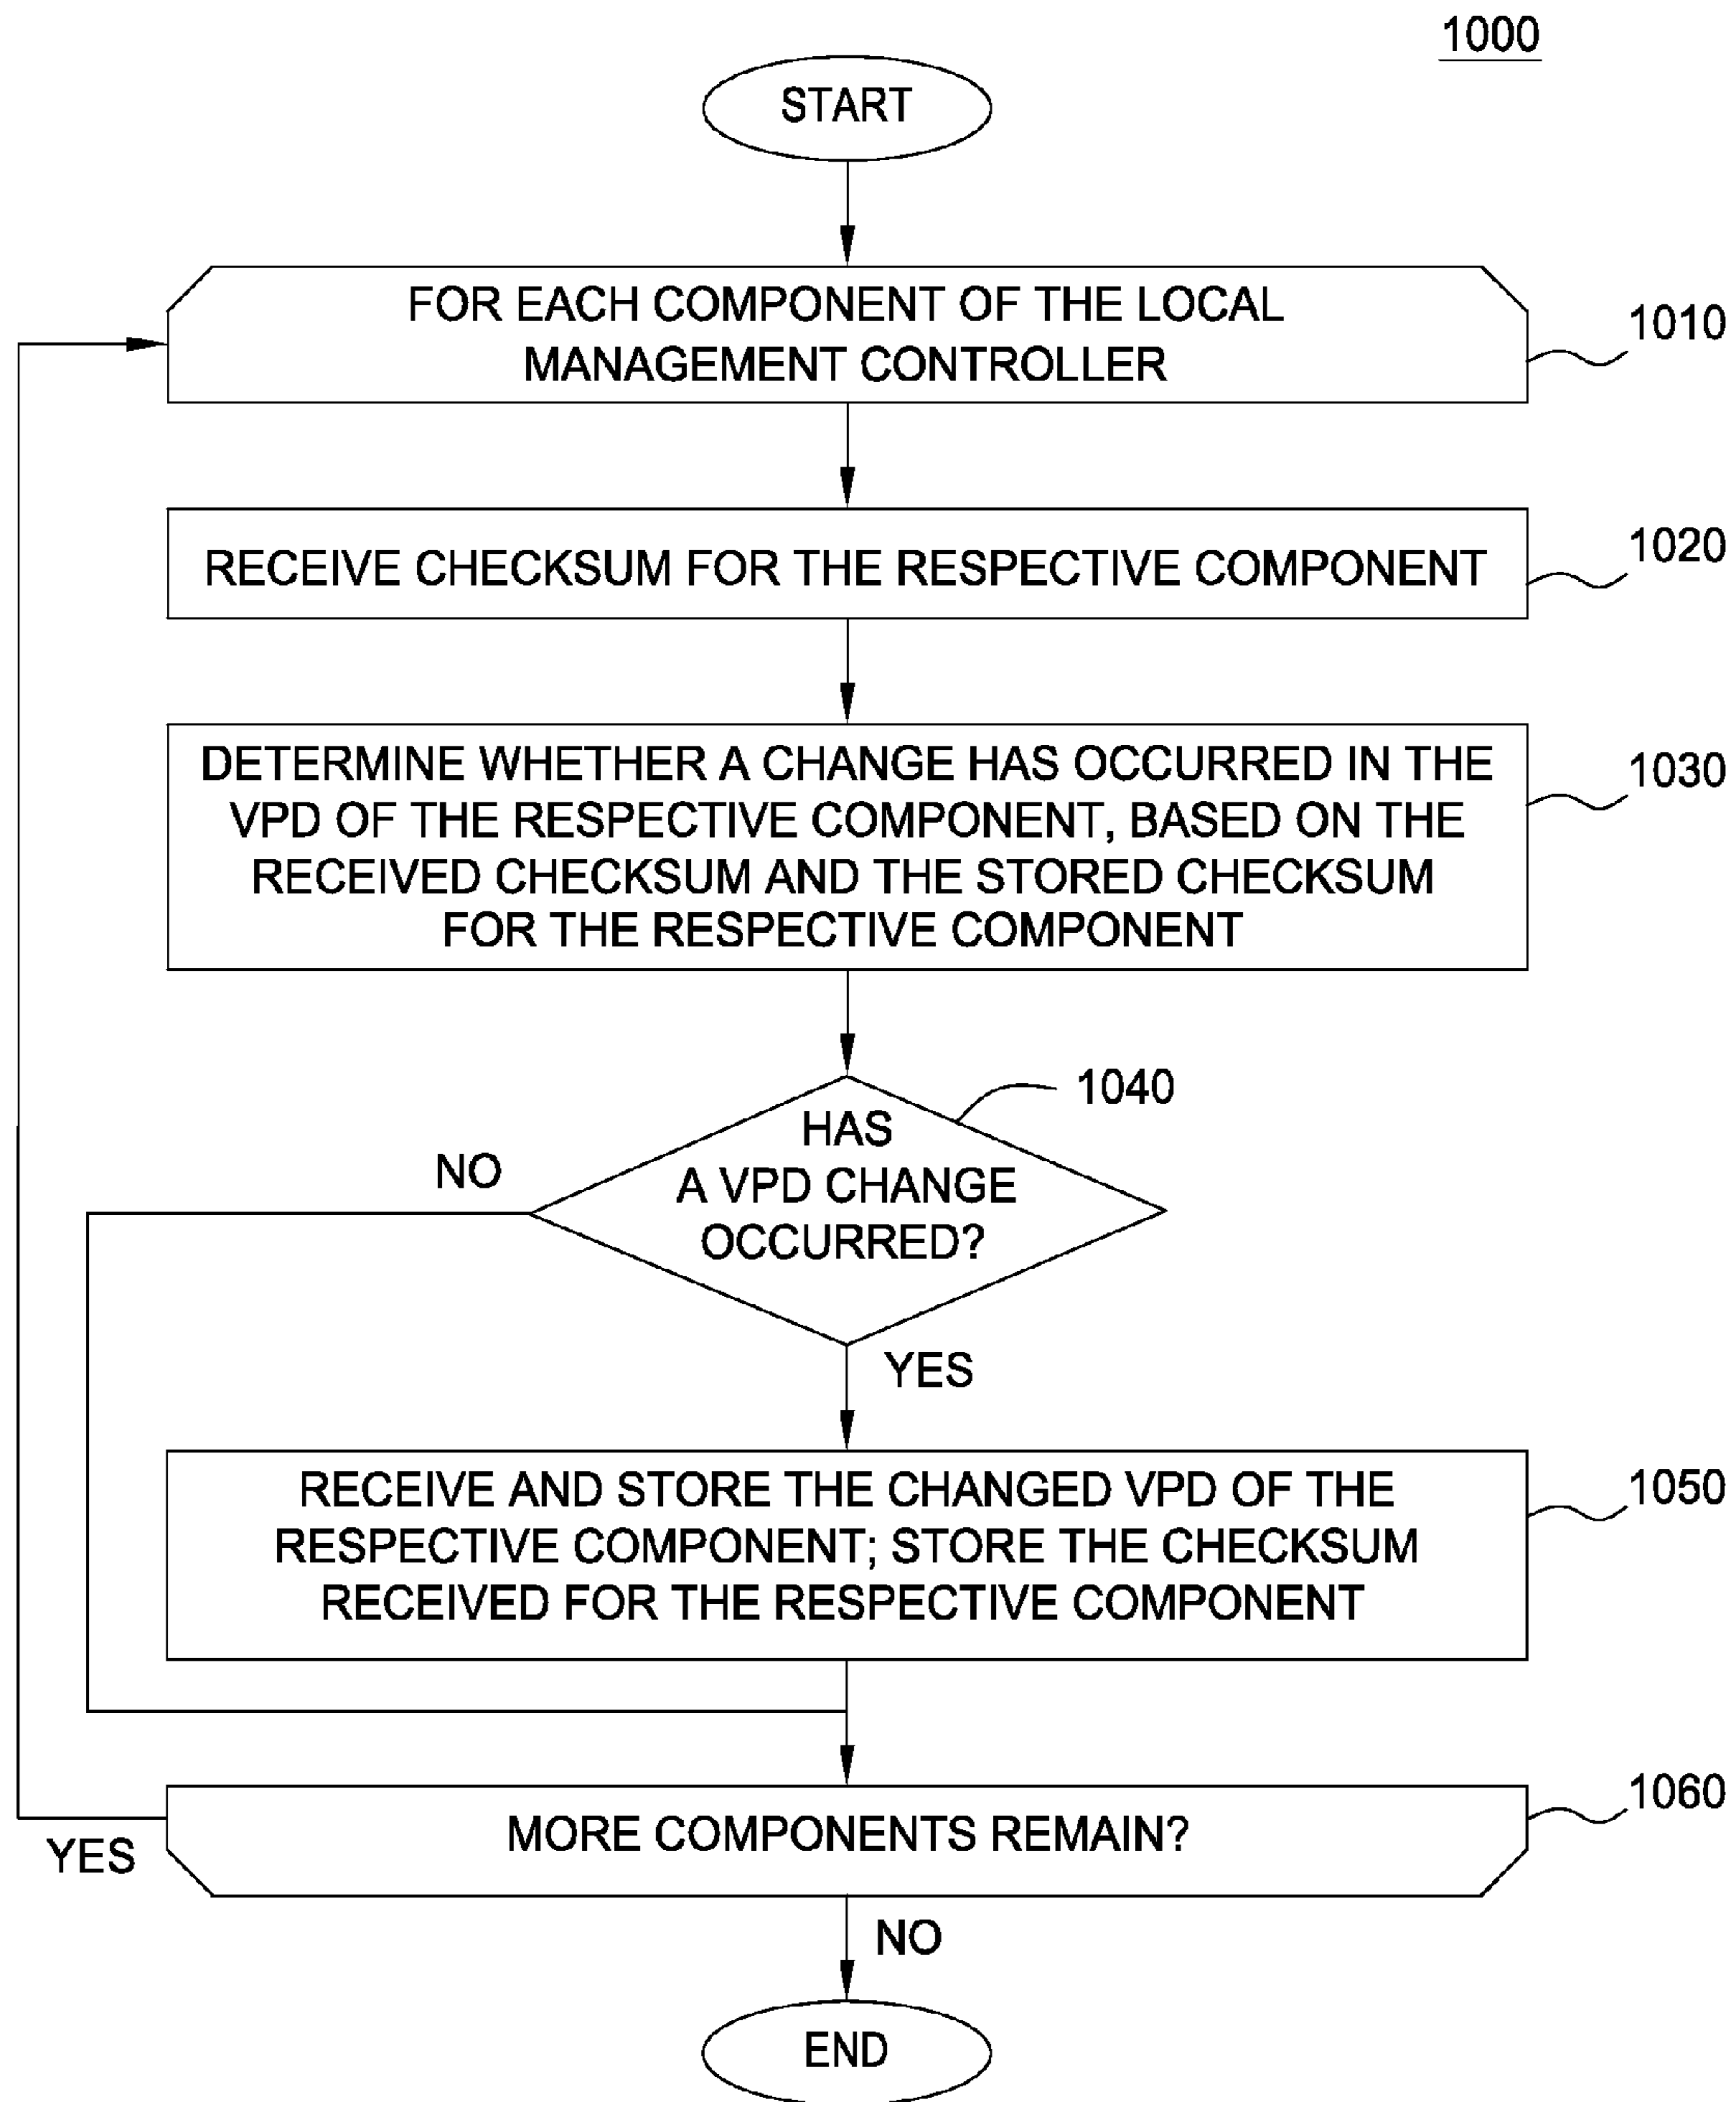 1000
START
FOR EACH COMPONENT OF THE LOCAL
MANAGEMENT CONTROLLER
1010
RECEIVE CHECKSUM FOR THE RESPECTIVE COMPONENT
1020
DETERMINE WHETHER A CHANGE HAS OCCURRED IN THE
VPD OF THE RESPECTIVE COMPONENT, BASED ON THE
RECEIVED CHECKSUM AND THE STORED CHECKSUM
FOR THE RESPECTIVE COMPONENT
1030
1040
HAS
A VPD CHANGE
OCCURRED?
NO
YES
RECEIVE AND STORE THE CHANGED VPD OF THE
RESPECTIVE COMPONENT; STORE THE CHECKSUM
RECEIVED FOR THE RESPECTIVE COMPONENT
1050
MORE COMPONENTS REMAIN?
1060
YES
NO
END